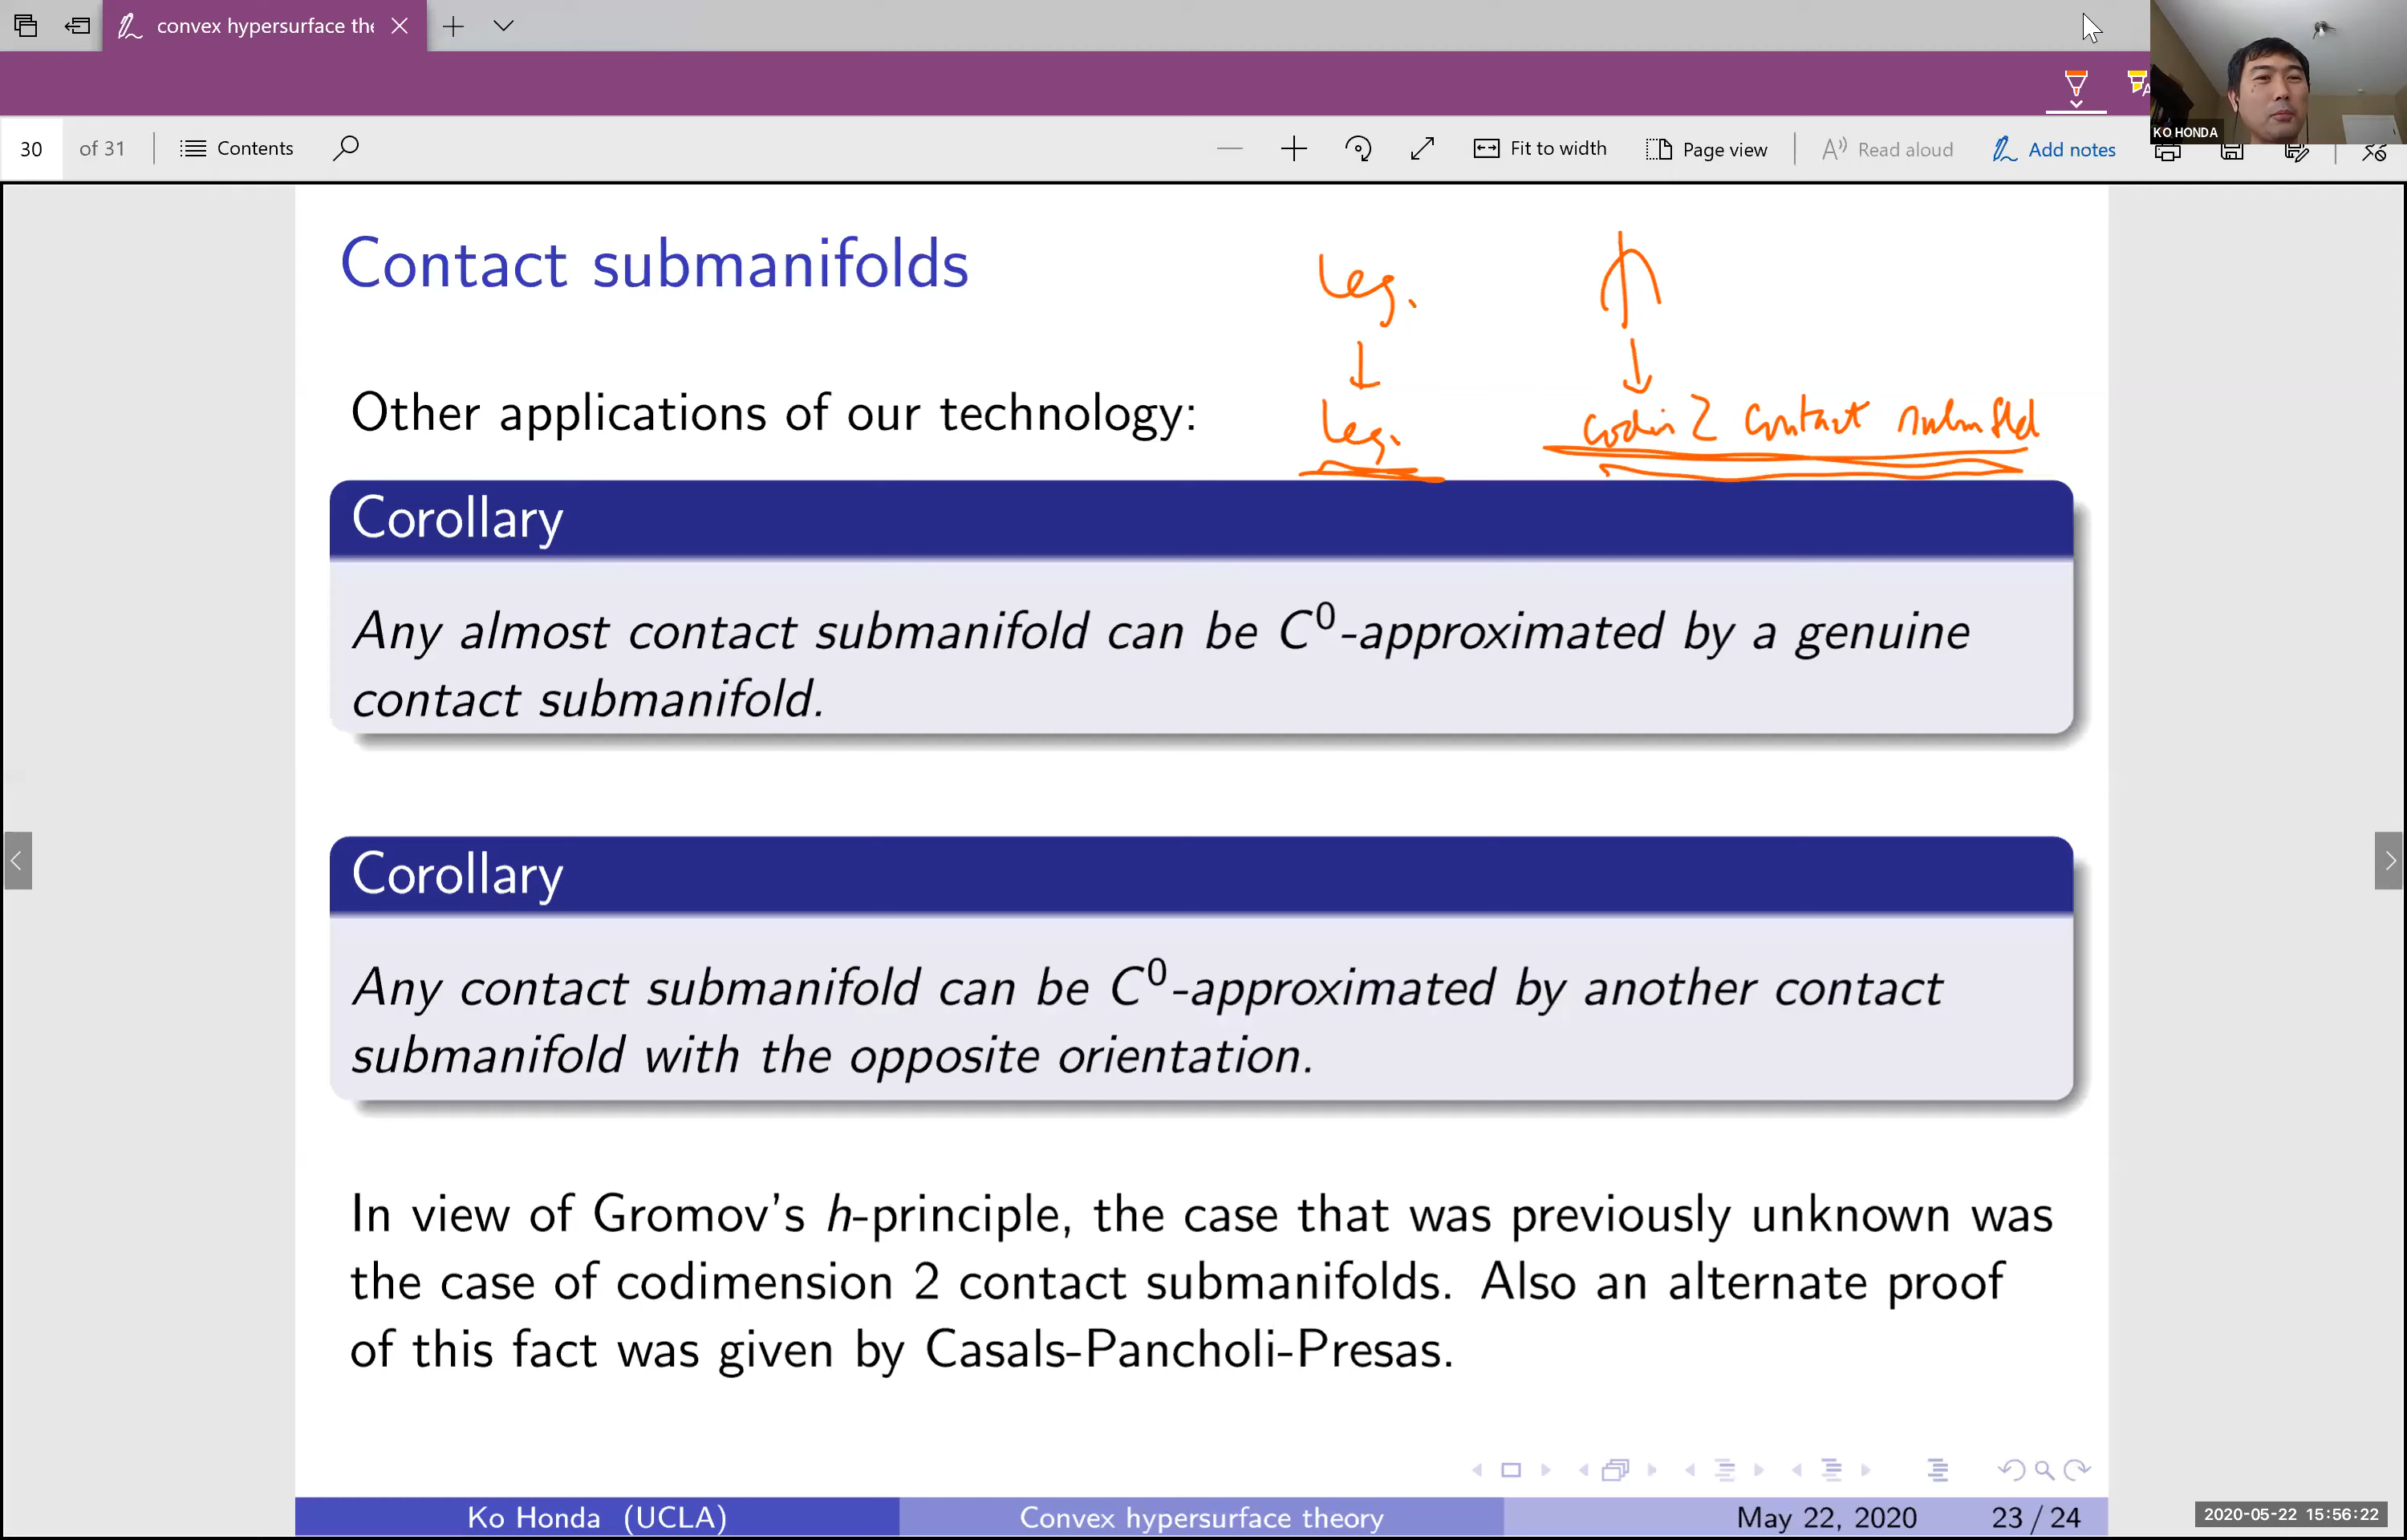 convex hypersurface the
30 of 31 Contents Fit to width Page view Read aloud Add notes
KO HONDA
Contact submanifolds
Leg. ⋔
↓ ↓
Leg. codim 2 contact submfld
Other applications of our technology:
Corollary
Any almost contact submanifold can be C⁰-approximated by a genuine
contact submanifold.
Corollary
Any contact submanifold can be C⁰-approximated by another contact
submanifold with the opposite orientation.
In view of Gromov's h-principle, the case that was previously unknown was
the case of codimension 2 contact submanifolds. Also an alternate proof
of this fact was given by Casals-Pancholi-Presas.
Ko Honda (UCLA) Convex hypersurface theory May 22, 2020 23 / 24
2020-05-22 15:56:22